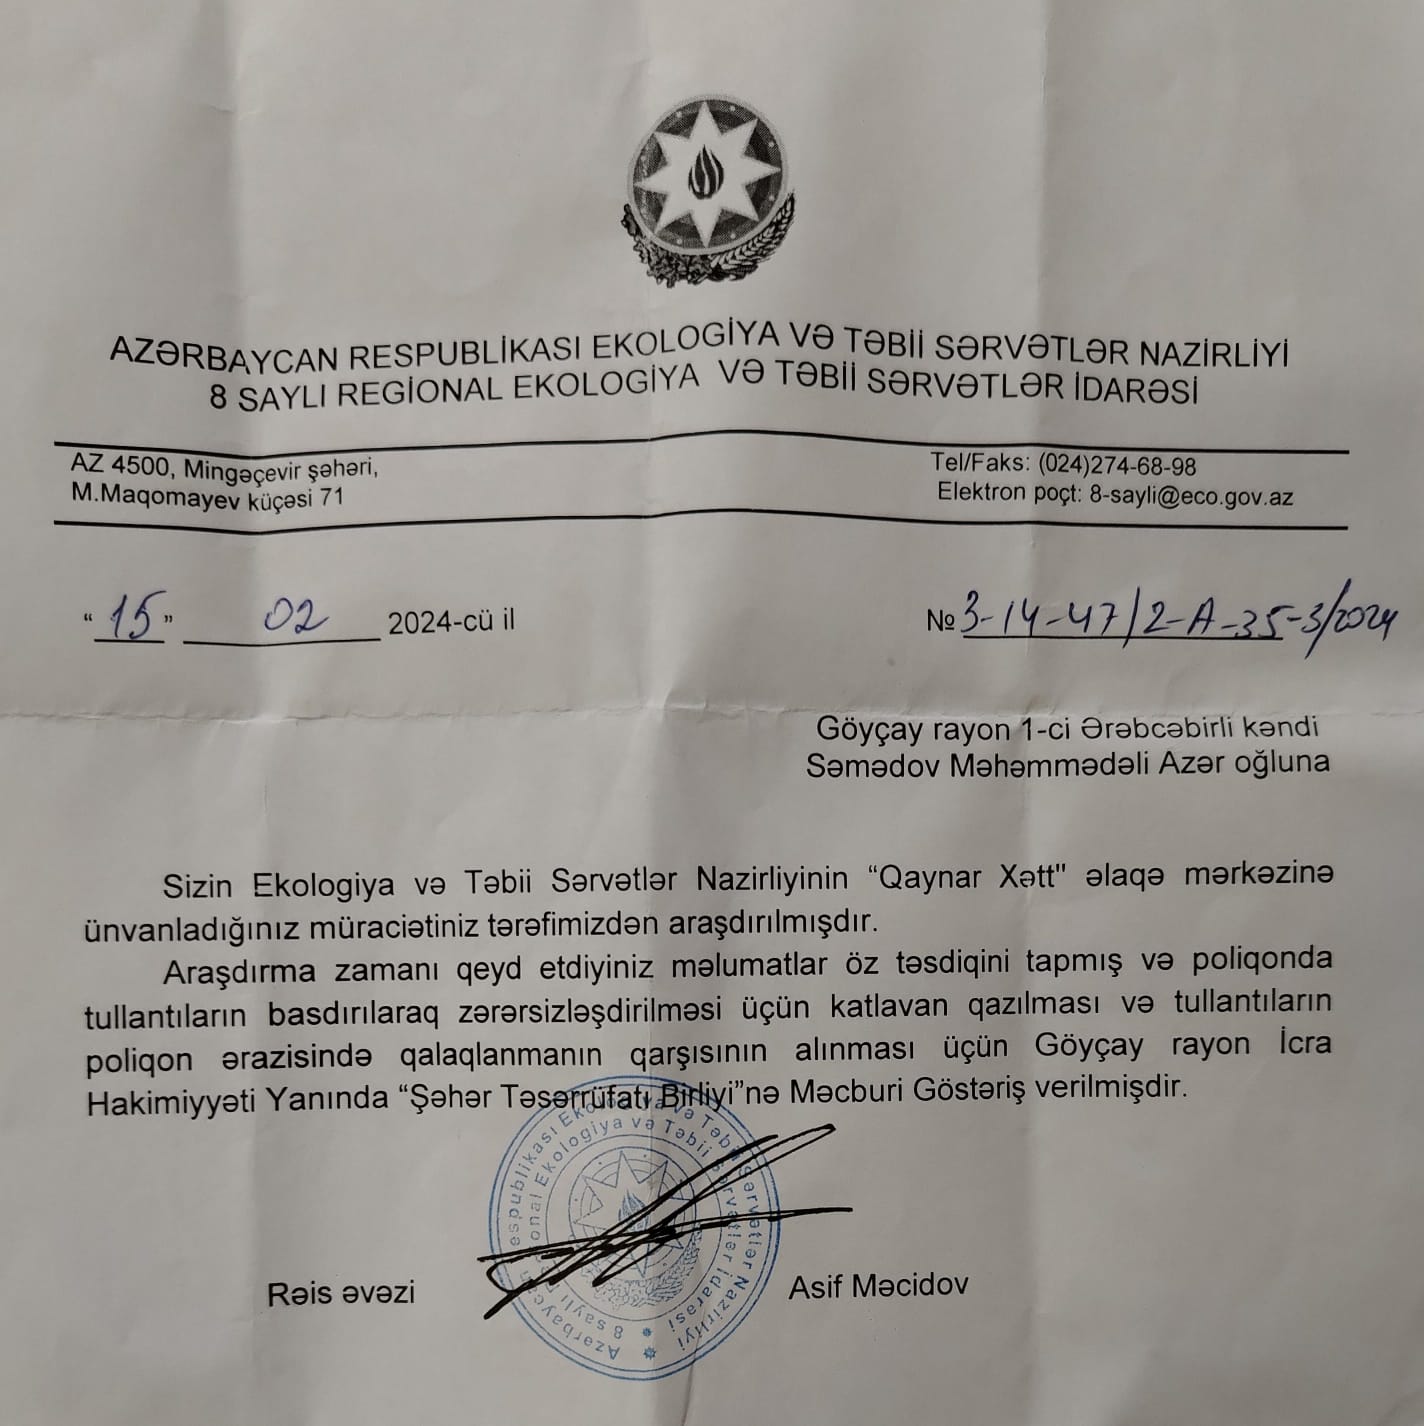 AZƏRBAYCAN RESPUBLİKASI EKOLOGİYA VƏ TƏBİİ SƏRVƏTLƏR NAZİRLİYİ
8 SAYLI REGİONAL EKOLOGİYA VƏ TƏBİİ SƏRVƏTLƏR İDARƏSİ
AZ 4500, Mingəçevir şəhəri,
M.Maqomayev küçəsi 71
Tel/Faks: (024)274-68-98
Elektron poçt: 8-sayli@eco.gov.az
“15” 02 2024-cü il
№ 3-14-47/2-A-35-3/2024
Göyçay rayon 1-ci Ərəbcəbirli kəndi
Səmədov Məhəmmədəli Azər oğluna
Sizin Ekologiya və Təbii Sərvətlər Nazirliyinin “Qaynar Xətt" əlaqə mərkəzinə
ünvanladığınız müraciətiniz tərəfimizdən araşdırılmışdır.
Araşdırma zamanı qeyd etdiyiniz məlumatlar öz təsdiqini tapmış və poliqonda
tullantıların basdırılaraq zərərsizləşdirilməsi üçün katlavan qazılması və tullantıların
poliqon ərazisində qalaqlanmanın qarşısının alınması üçün Göyçay rayon İcra
Hakimiyyəti Yanında “Şəhər Təsərrüfatı Birliyi”nə Məcburi Göstəriş verilmişdir.
Rəis əvəzi
Asif Məcidov